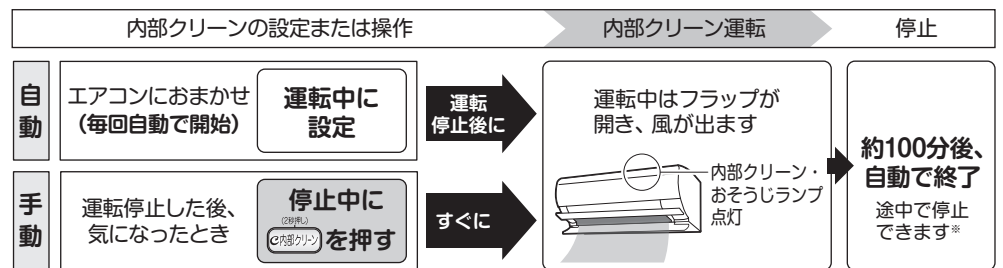 内部クリーンの設定または操作
内部クリーン運転
停止
自動
エアコンにおまかせ
(毎回自動で開始)
運転中に
設定
運転
停止後に
手動
運転停止した後、
気になったとき
停止中に
(2秒押し)
内部クリーン を押す
すぐに
運転中はフラップが
開き、風が出ます
内部クリーン・
おそうじランプ
点灯
約100分後、
自動で終了
途中で停止
できます※